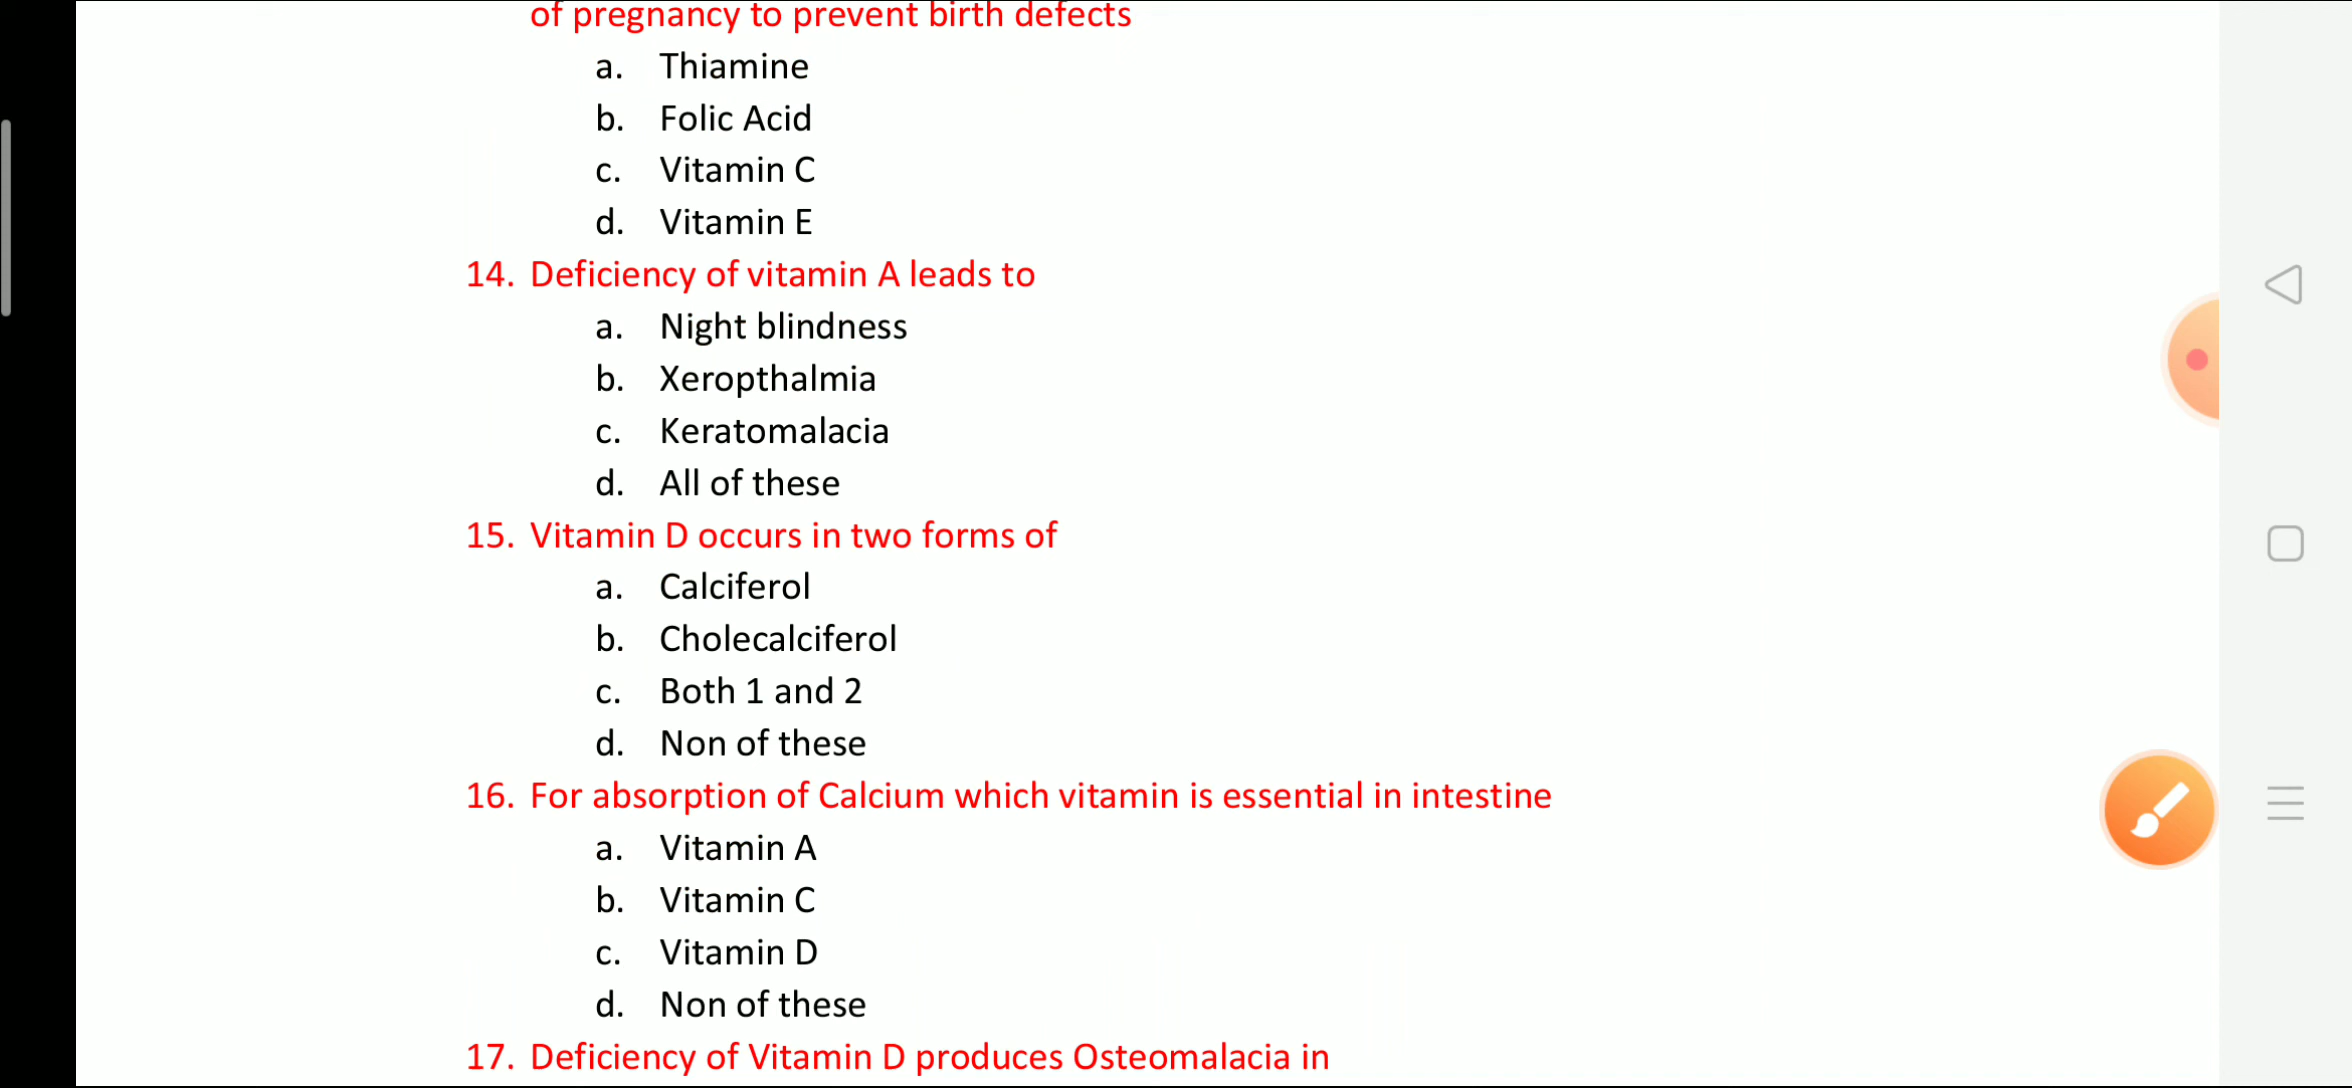 of pregnancy to prevent birth defects
a. Thiamine
b. Folic Acid
c. Vitamin C
d. Vitamin E
14. Deficiency of vitamin A leads to
a. Night blindness
b. Xeropthalmia
c. Keratomalacia
d. All of these
15. Vitamin D occurs in two forms of
a. Calciferol
b. Cholecalciferol
c. Both 1 and 2
d. Non of these
16. For absorption of Calcium which vitamin is essential in intestine
a. Vitamin A
b. Vitamin C
c. Vitamin D
d. Non of these
17. Deficiency of Vitamin D produces Osteomalacia in